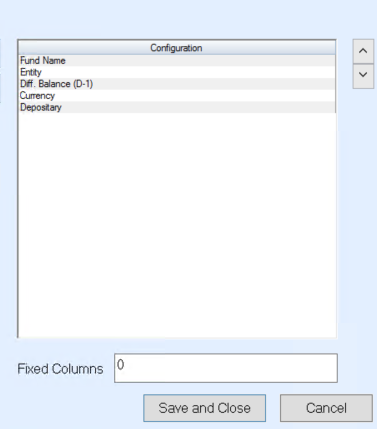 Configuration
Fund Name
Entity
Diff. Balance (D-1)
Currency
Depositary
Fixed Columns 0
Save and Close Cancel